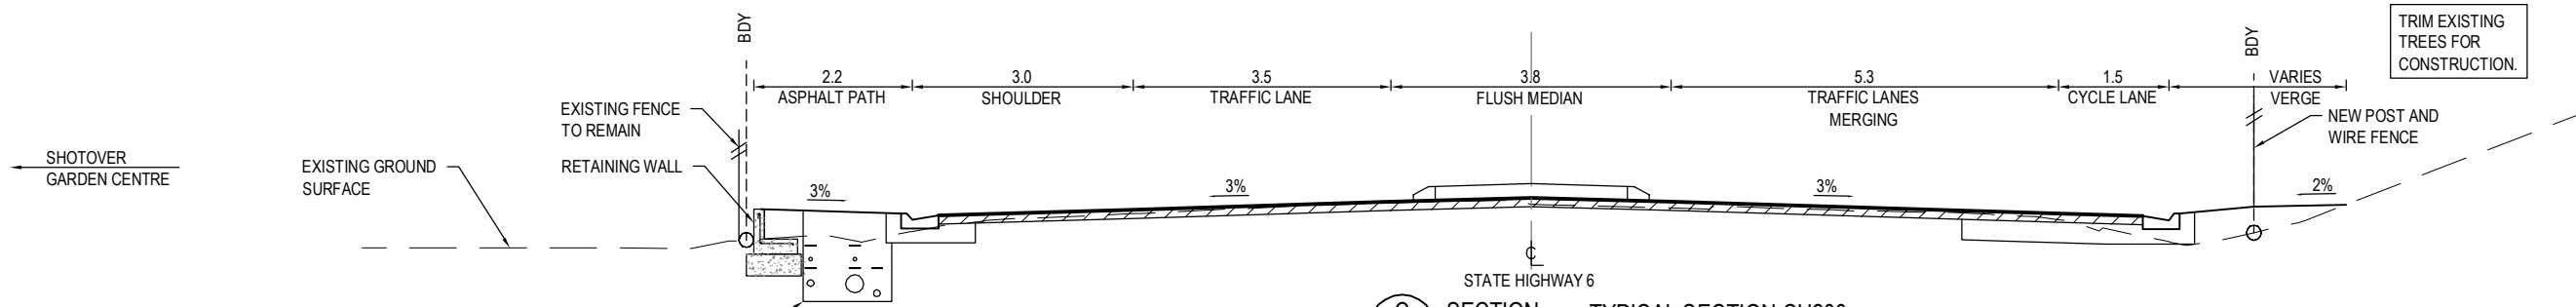 BDY
BDY
TRIM EXISTING
TREES FOR
CONSTRUCTION.
2.2
3.0
3.5
3.8
5.3
1.5
VARIES
ASPHALT PATH
SHOULDER
TRAFFIC LANE
FLUSH MEDIAN
TRAFFIC LANES
MERGING
CYCLE LANE
VERGE
EXISTING FENCE
TO REMAIN
NEW POST AND
WIRE FENCE
SHOTOVER
GARDEN CENTRE
EXISTING GROUND
SURFACE
RETAINING WALL
3%
3%
3%
2%
STATE HIGHWAY 6